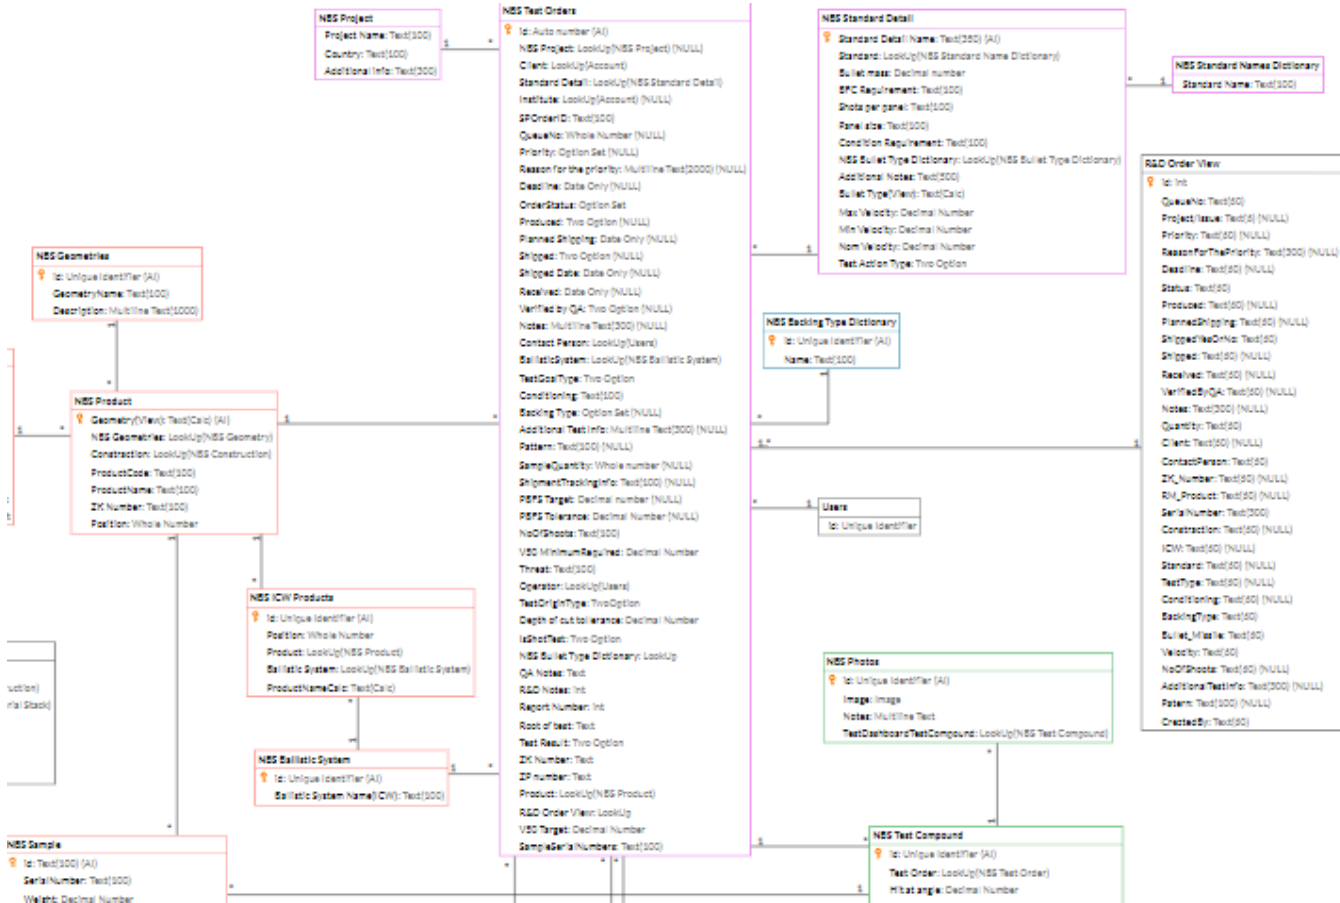 NBS Project
Project Name: Text(100)
Country: Text(100)
Additional Info: Text(300)
NBS Test Orders
Id: Auto number (AI)
NBS Project: LookUp(NBS Project) (NULL)
Client: LookUp(Account)
Standard Detail: LookUp(NBS Standard Detail)
Institute: LookUp(Account) (NULL)
SPOrderID: Text(100)
QueueNo: Whole Number (NULL)
Priority: Option Set (NULL)
Reason for the priority: Multiline Text(2000) (NULL)
Deadline: Date Only (NULL)
OrderStatus: Option Set
Produced: Two Option (NULL)
Planned Shipping: Date Only (NULL)
Shipped: Two Option (NULL)
Shipped Date: Date Only (NULL)
Received: Date Only (NULL)
Verified by QA: Two Option (NULL)
Notes: Multiline Text(300) (NULL)
Contact Person: LookUp(Users)
BallisticSystem: LookUp(NBS Ballistic System)
TestGoalType: Two Option
Conditioning: Text(100)
Backing Type: Option Set (NULL)
Additional Test Info: Multiline Text(300) (NULL)
Pattern: Text(100) (NULL)
SampleQuantity: Whole number (NULL)
ShipmentTrackingInfo: Text(100) (NULL)
PBFS Target: Decimal number (NULL)
PBFS Tolerance: Decimal Number (NULL)
NoOfShoots: Text(100)
V50 MinimumRequired: Decimal Number
Threat: Text(100)
Operator: LookUp(Users)
TestOriginType: TwoOption
Depth of cut tollerance: Decimal Number
IsShotTest: Two Option
NBS Bullet Type Dictionary: LookUp
QA Notes: Text
R&D Notes: Int
Report Number: Int
Root of test: Text
Test Result: Two Option
ZK Number: Text
ZP number: Text
Product: LookUp(NBS Product)
R&D Order View: LookUp
V50 Target: Decimal Number
SampleSerialNumbers: Text(100)
NBS Standard Detail
Standard Detail Name: Text(350) (AI)
Standard: LookUp(NBS Standard Name Dictionary)
Bullet mass: Decimal number
BFC Requirement: Text(100)
Shots per panel: Text(100)
Panel size: Text(100)
Condition Requirement: Text(100)
NBS Bullet Type Dictionary: LookUp(NBS Bullet Type Dictionary)
Additional Notes: Text(500)
Bullet Type(View): Text(Calc)
Max Velocity: Decimal Number
Min Velocity: Decimal Number
Nom Velocity: Decimal Number
Test Action Type: Two Option
NBS Standard Names Dictionary
Standard Name: Text(100)
R&D Order View
Id: Int
QueueNo: Text(60)
Project/Issue: Text(6) (NULL)
Priority: Text(60) (NULL)
ReasonForThePriority: Text(300) (NULL)
Deadline: Text(60) (NULL)
Status: Text(60)
Produced: Text(60) (NULL)
PlannedShipping: Text(60) (NULL)
ShippedYesOrNo: Text(60)
Shipped: Text(60) (NULL)
Received: Text(60) (NULL)
VerifiedByQA: Text(60) (NULL)
Notes: Text(300) (NULL)
Quantity: Text(60)
Client: Text(60) (NULL)
ContactPerson: Text(60)
ZK_Number: Text(60) (NULL)
RM_Product: Text(60) (NULL)
SerialNumber: Text(300)
Constraction: Text(60) (NULL)
ICW: Text(60) (NULL)
Standard: Text(60) (NULL)
TestType: Text(60) (NULL)
Conditioning: Text(60) (NULL)
BackingType: Text(60)
Bullet_Missile: Text(60)
Velocity: Text(60)
NoOfShoots: Text(60) (NULL)
AdditionalTestInfo: Text(300) (NULL)
Patern: Text(100) (NULL)
CreatedBy: Text(60)
NBS Geometries
Id: Unique Identifier (AI)
GeometryName: Text(100)
Description: Multiline Text(1000)
NBS Backing Type Dictionary
Id: Unique Identifier (AI)
Name: Text(100)
NBS Product
Geometry(View): Text(Calc) (AI)
NBS Geometries: LookUp(NBS Geometry)
Constraction: LookUp(NBS Construction)
ProductCode: Text(100)
ProductName: Text(100)
ZK Number: Text(100)
Position: Whole Number
Users
Id: Unique Identifier
NBS ICW Products
Id: Unique Identifier (AI)
Position: Whole Number
Product: LookUp(NBS Product)
Ballistic System: LookUp(NBS Ballistic System)
ProductNameCalc: Text(Calc)
uction)
rial Stack)
NBS Photos
Id: Unique Identifier (AI)
Image: Image
Notes: Multiline Text
TestDashboardTestCompound: LookUp(NBS Test Compound)
NBS Ballistic System
Id: Unique Identifier (AI)
Ballistic System Name(ICW): Text(100)
NBS Sample
Id: Text(100) (AI)
SerialNumber: Text(100)
Weight: Decimal Number
NBS Test Compound
Id: Unique Identifier (AI)
Test Order: LookUp(NBS Test Order)
Hit at angle: Decimal Number